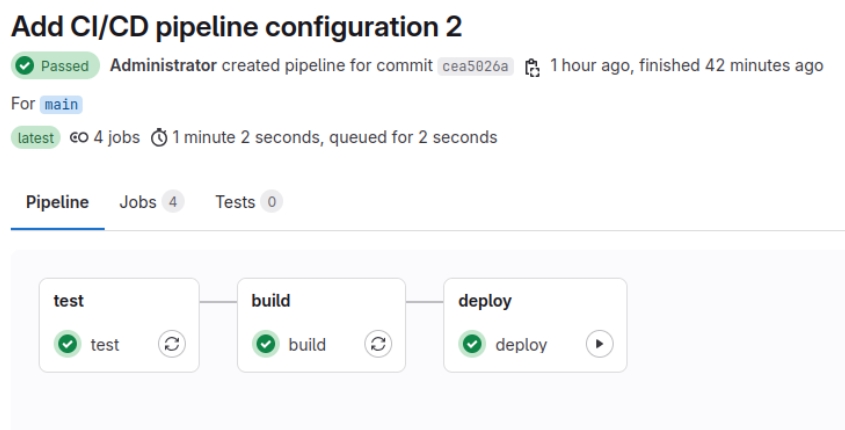 Add CI/CD pipeline configuration 2
Passed Administrator created pipeline for commit cea5026a 1 hour ago, finished 42 minutes ago
For main
latest 4 jobs 1 minute 2 seconds, queued for 2 seconds
Pipeline Jobs 4 Tests 0
test build deploy
test build deploy